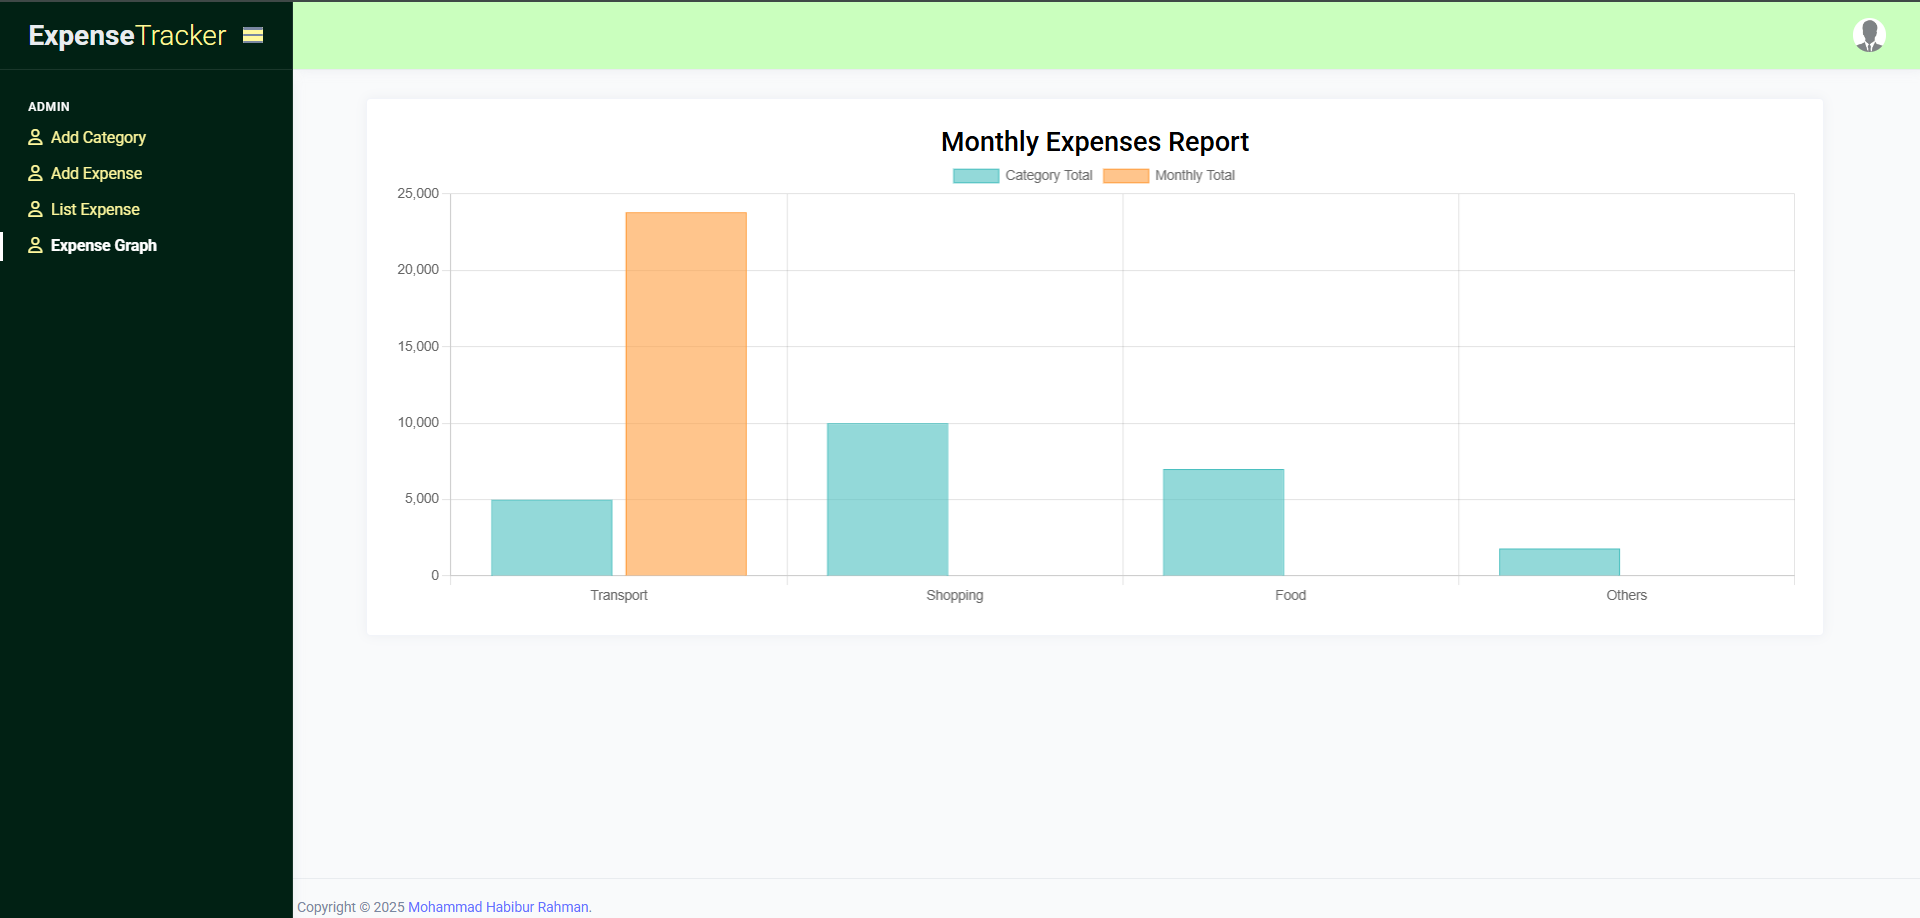 ExpenseTracker
ADMIN
Add Category
Add Expense
List Expense
Expense Graph
Monthly Expenses Report
Category Total Monthly Total
25,000
20,000
15,000
10,000
5,000
0
Transport Shopping Food Others
Copyright © 2025 Mohammad Habibur Rahman.